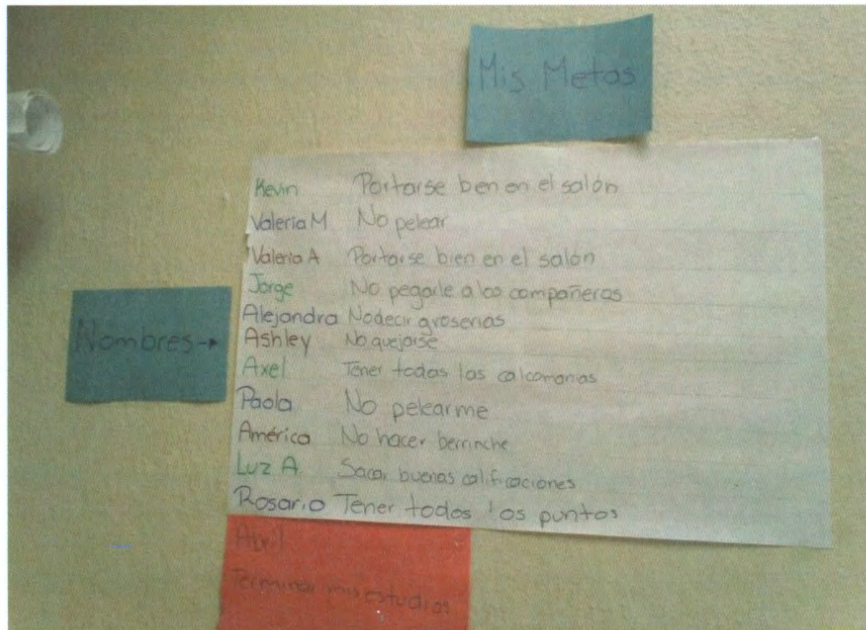 Mis Metas
Kevin Portarse bien en el salón
Valeria M No pelear
Valeria A Portarse bien en el salón
Jorge No pegarle a los compañeros
Alejandra No decir groserias
Nombres→
Ashley No quejarse
Axel Tener todas las calcomanias
Paola No pelearme
América No hacer berrinche
Luz A. Sacar buenas calificaciones
Rosario Tener todos los puntos
Abril
Terminar mis estudios